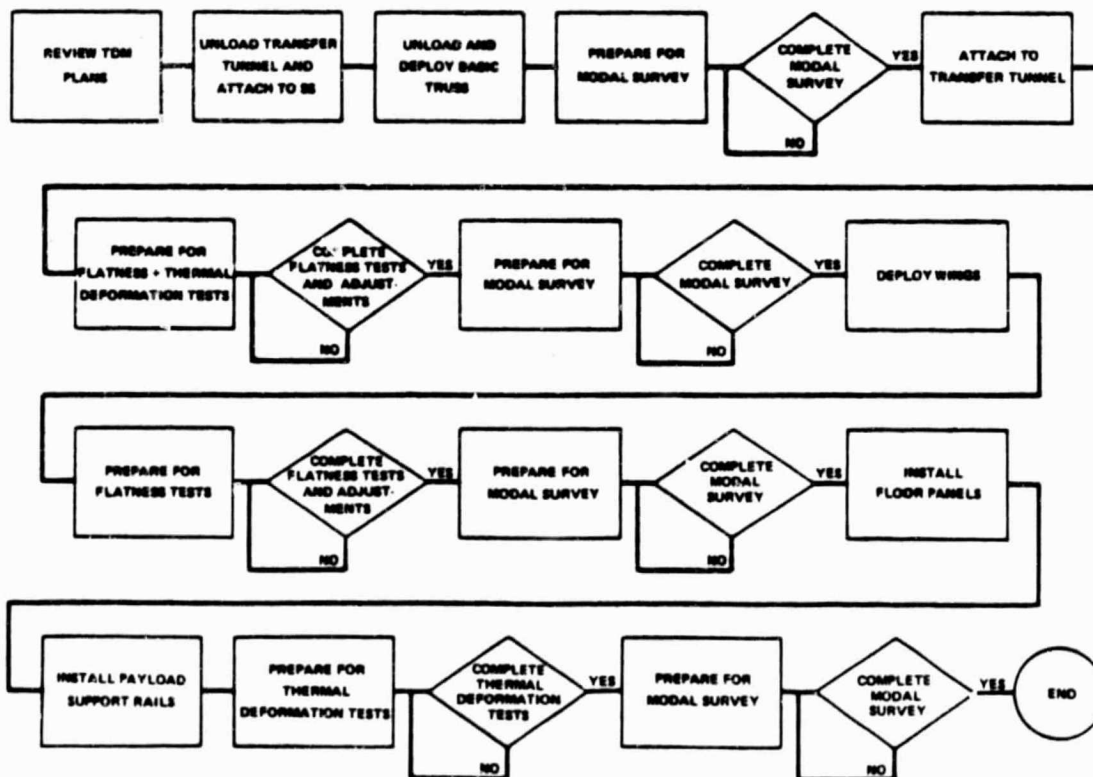 REVIEW TDM
PLANS
UNLOAD TRANSFER
TUNNEL AND
ATTACH TO SS
UNLOAD AND
DEPLOY BASIC
TRUSS
PREPARE FOR
MODAL SURVEY
COMPLETE
MODAL
SURVEY
YES
NO
ATTACH TO
TRANSFER TUNNEL
PREPARE FOR
FLATNESS + THERMAL
DEFORMATION TESTS
COMPLETE
FLATNESS TESTS
AND ADJUST-
MENTS
YES
NO
PREPARE FOR
MODAL SURVEY
COMPLETE
MODAL SURVEY
YES
NO
DEPLOY WINGS
PREPARE FOR
FLATNESS TESTS
COMPLETE
FLATNESS TESTS
AND ADJUST-
MENTS
YES
NO
PREPARE FOR
MODAL SURVEY
COMPLETE
MODAL
SURVEY
YES
NO
INSTALL
FLOOR PANELS
INSTALL PAYLOAD
SUPPORT RAILS
PREPARE FOR
THERMAL
DEFORMATION TESTS
COMPLETE
THERMAL
DEFORMATION
TESTS
YES
NO
PREPARE FOR
MODAL SURVEY
COMPLETE
MODAL
SURVEY
YES
NO
END